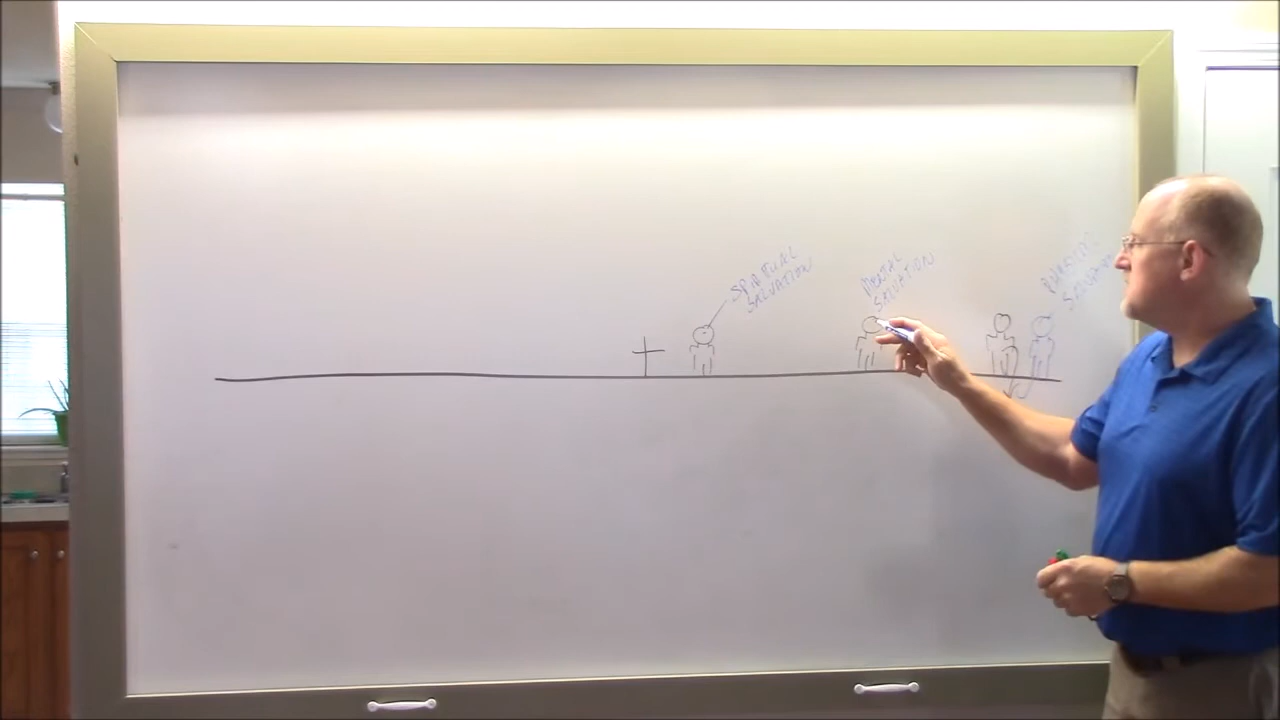 SPIRITUAL
SALVATION
MENTAL
SALVATION
PHYSICAL
SALVATION